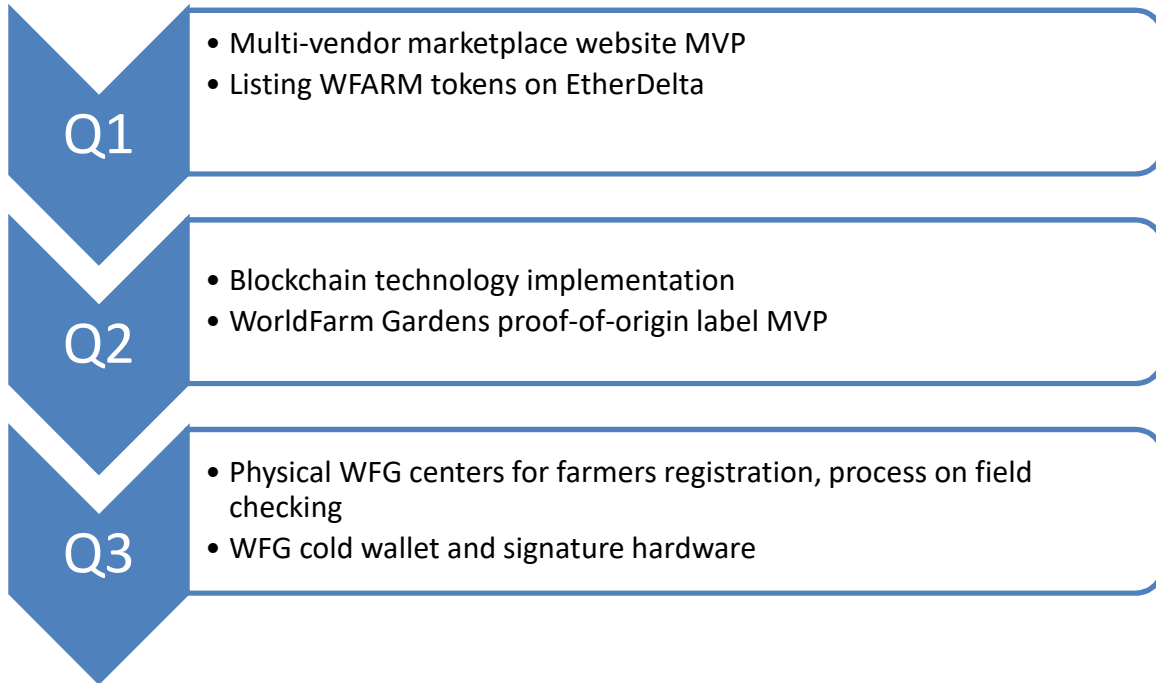 Q1
• Multi-vendor marketplace website MVP
• Listing WFARM tokens on EtherDelta
Q2
• Blockchain technology implementation
• WorldFarm Gardens proof-of-origin label MVP
Q3
• Physical WFG centers for farmers registration, process on field
checking
• WFG cold wallet and signature hardware